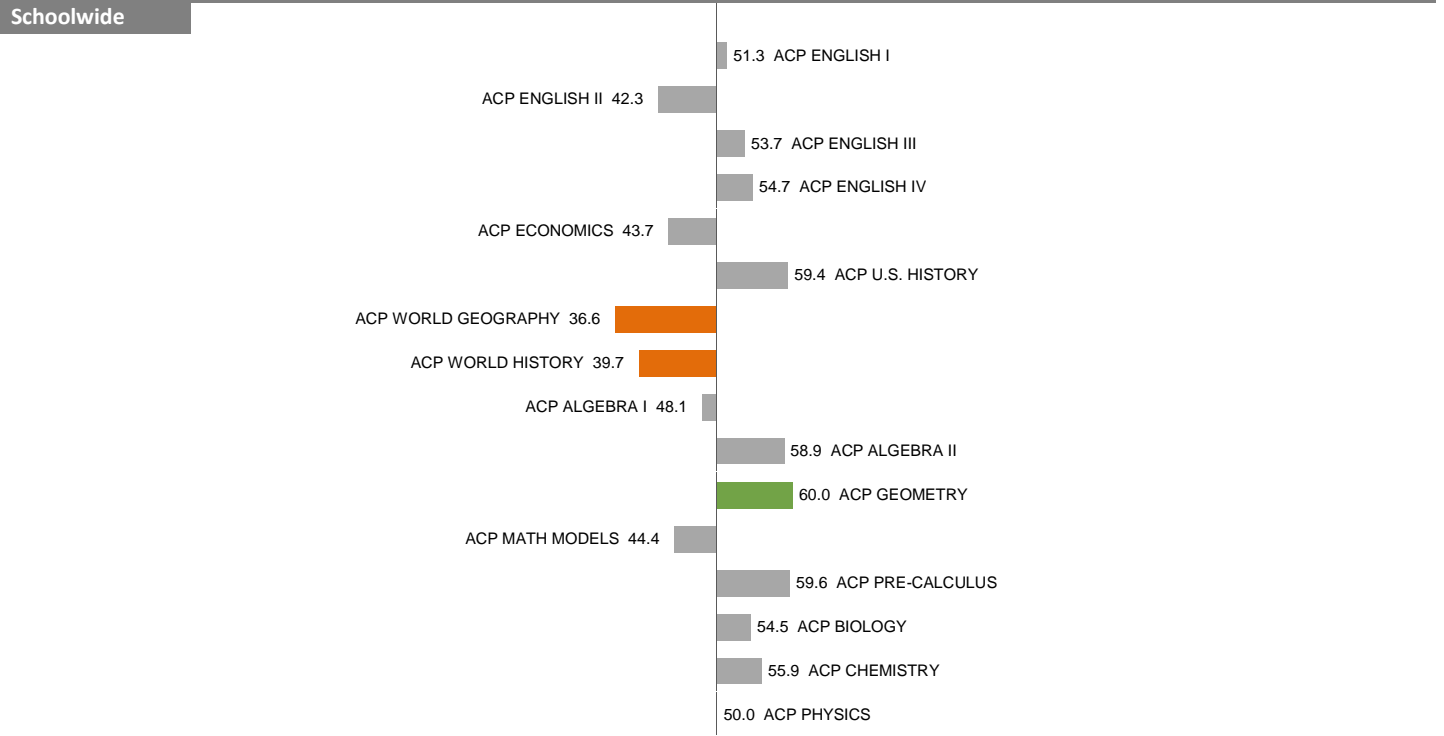 Schoolwide
51.3 ACP ENGLISH I
ACP ENGLISH II 42.3
53.7 ACP ENGLISH III
54.7 ACP ENGLISH IV
ACP ECONOMICS 43.7
59.4 ACP U.S. HISTORY
ACP WORLD GEOGRAPHY 36.6
ACP WORLD HISTORY 39.7
ACP ALGEBRA I 48.1
58.9 ACP ALGEBRA II
60.0 ACP GEOMETRY
ACP MATH MODELS 44.4
59.6 ACP PRE-CALCULUS
54.5 ACP BIOLOGY
55.9 ACP CHEMISTRY
50.0 ACP PHYSICS